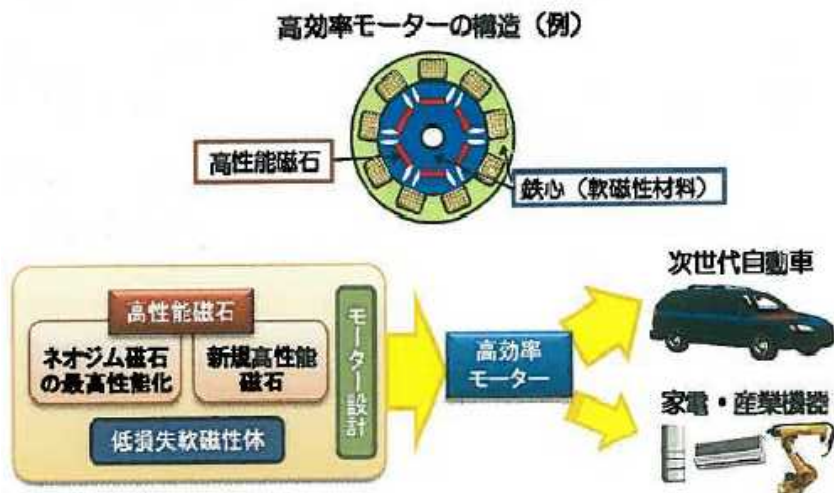 高効率モーターの構造（例）
高性能磁石
鉄心（軟磁性材料）
高性能磁石
ネオジム磁石
の最高性能化
新規高性能
磁石
低損失軟磁性体
モーター設計
高効率
モーター
次世代自動車
家電・産業機器